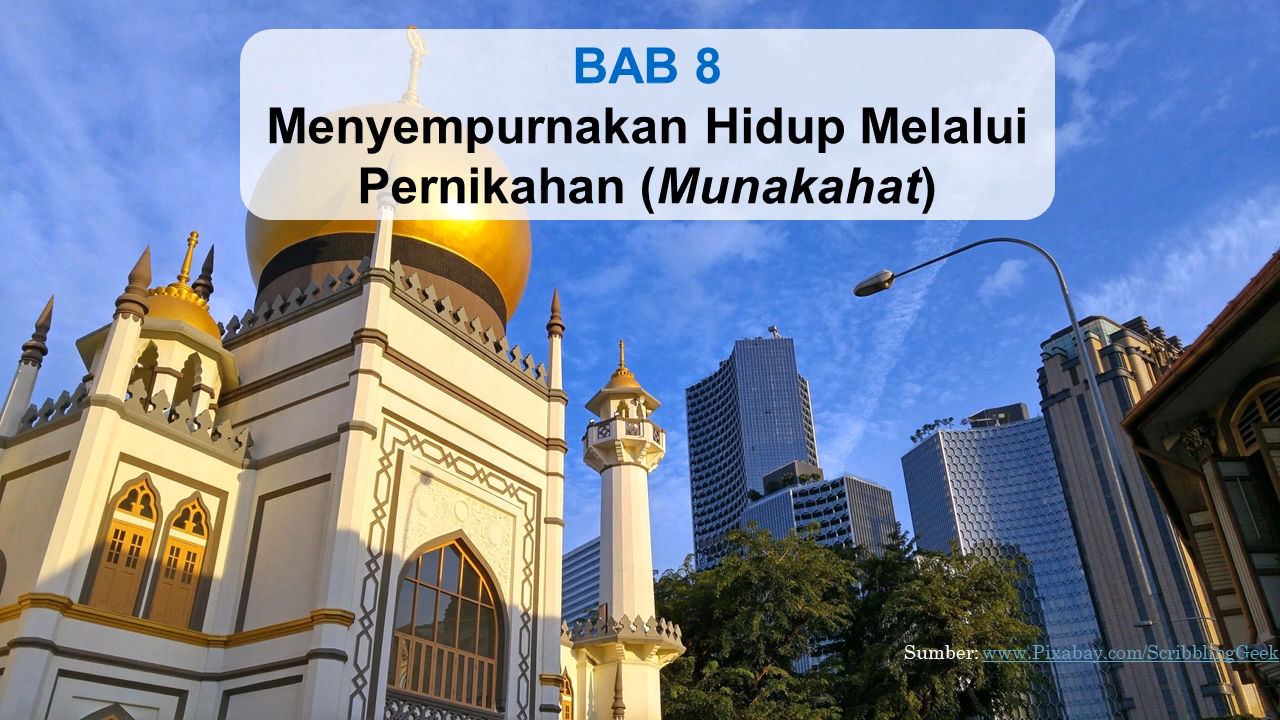 BAB 8
Menyempurnakan Hidup Melalui
Pernikahan (Munakahat)
Sumber: www.Pixabay.com/ScribblingGeek